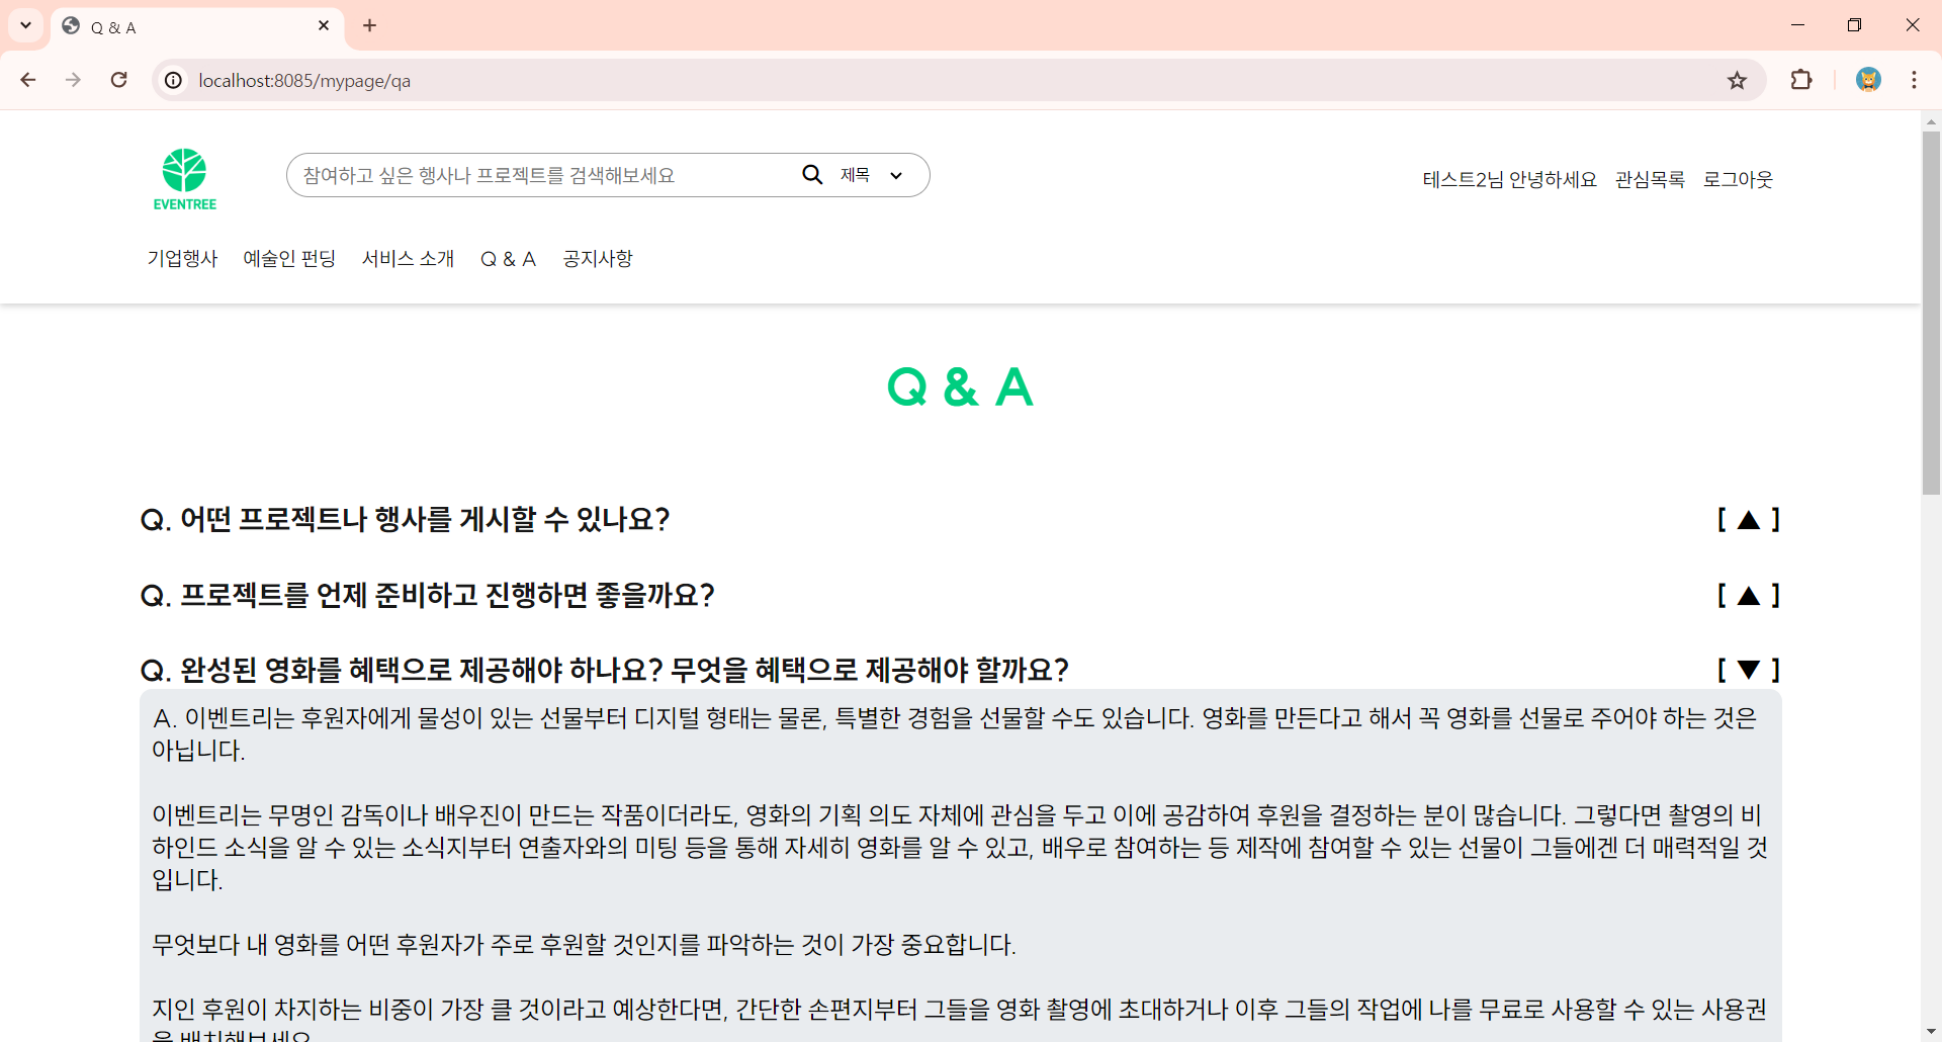 Q & A
localhost:8085/mypage/qa
EVENTREE
참여하고 싶은 행사나 프로젝트를 검색해보세요
제목
테스트2님 안녕하세요 관심목록 로그아웃
기업행사 예술인 펀딩 서비스 소개 Q & A 공지사항
Q & A
Q. 어떤 프로젝트나 행사를 게시할 수 있나요? [ ▲ ]
Q. 프로젝트를 언제 준비하고 진행하면 좋을까요? [ ▲ ]
Q. 완성된 영화를 혜택으로 제공해야 하나요? 무엇을 혜택으로 제공해야 할까요? [ ▼ ]
A. 이벤트리는 후원자에게 물성이 있는 선물부터 디지털 형태는 물론, 특별한 경험을 선물할 수도 있습니다. 영화를 만든다고 해서 꼭 영화를 선물로 주어야 하는 것은
아닙니다.
이벤트리는 무명인 감독이나 배우진이 만드는 작품이더라도, 영화의 기획 의도 자체에 관심을 두고 이에 공감하여 후원을 결정하는 분이 많습니다. 그렇다면 촬영의 비
하인드 소식을 알 수 있는 소식지부터 연출자와의 미팅 등을 통해 자세히 영화를 알 수 있고, 배우로 참여하는 등 제작에 참여할 수 있는 선물이 그들에겐 더 매력적일 것
입니다.
무엇보다 내 영화를 어떤 후원자가 주로 후원할 것인지를 파악하는 것이 가장 중요합니다.
지인 후원이 차지하는 비중이 가장 클 것이라고 예상한다면, 간단한 손편지부터 그들을 영화 촬영에 초대하거나 이후 그들의 작업에 나를 무료로 사용할 수 있는 사용권
을 배치해보세요